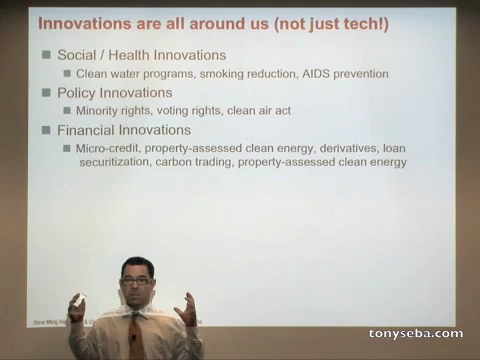 Innovations are all around us (not just tech!)
Social / Health Innovations
Clean water programs, smoking reduction, AIDS prevention
Policy Innovations
Minority rights, voting rights, clean air act
Financial Innovations
Micro-credit, property-assessed clean energy, derivatives, loan
securitization, carbon trading, property-assessed clean energy
tonyseba.com